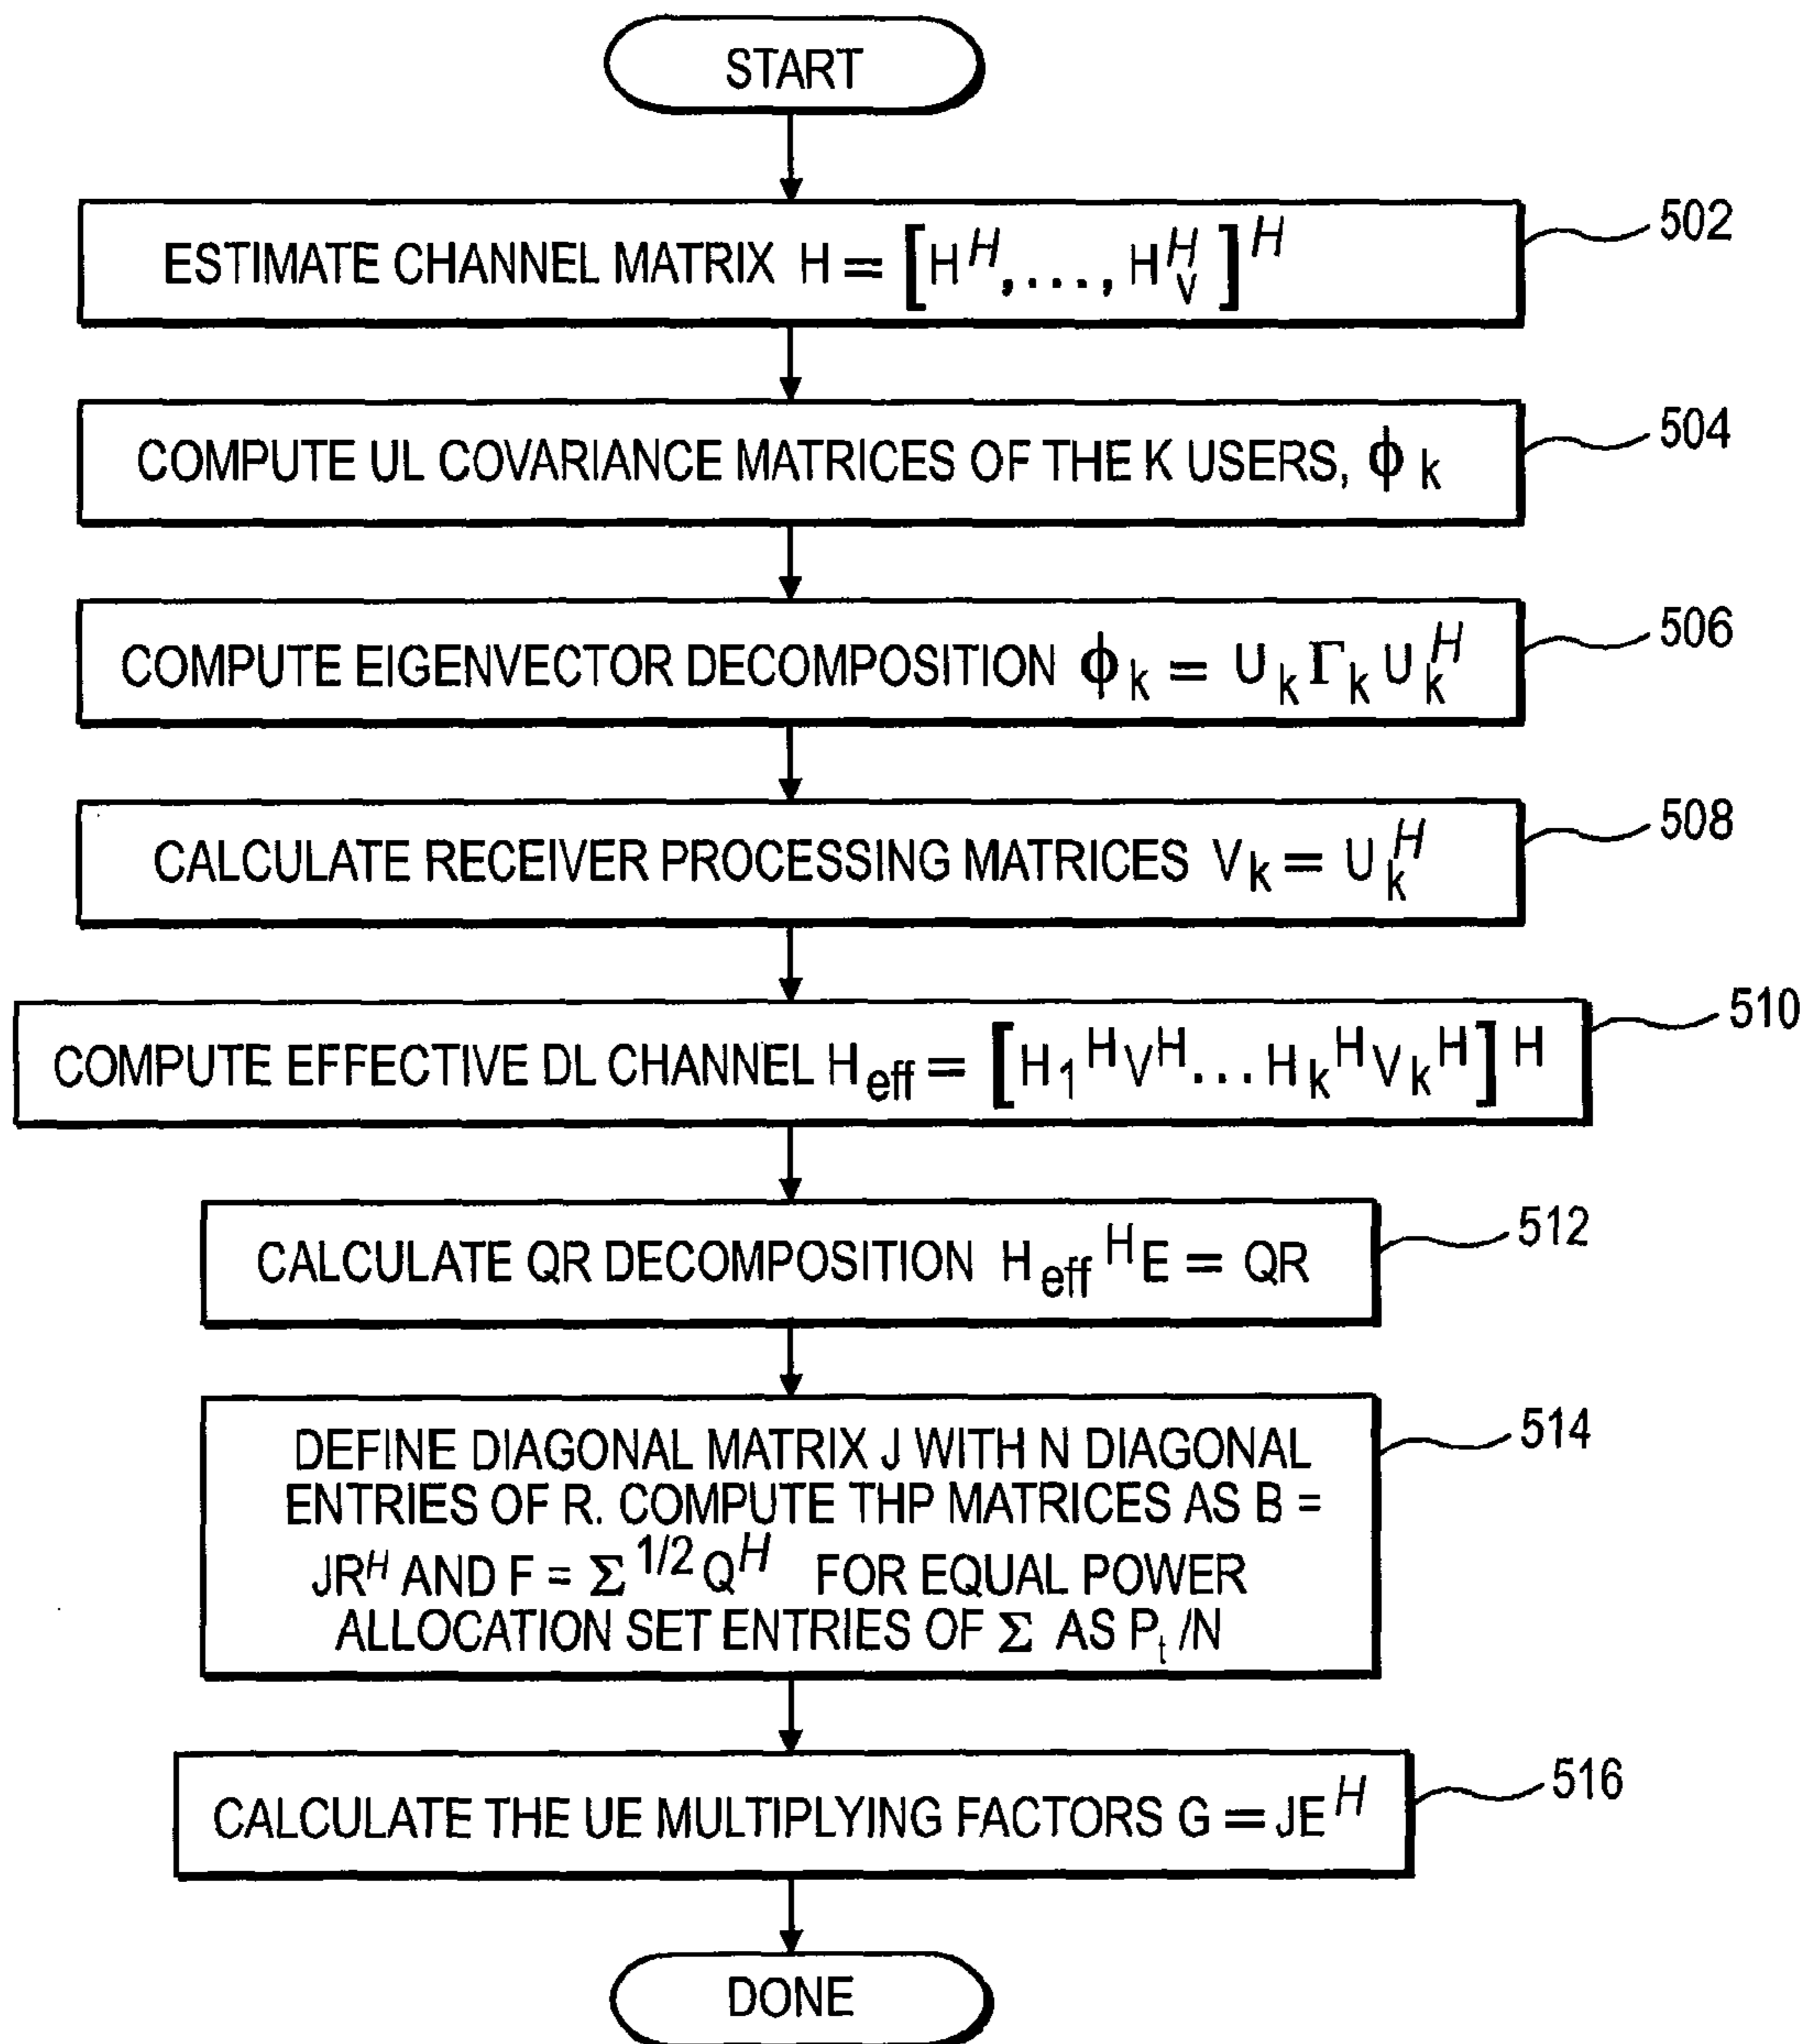 START
ESTIMATE CHANNEL MATRIX H = [H^H,...., H_V^H]^H
502
COMPUTE UL COVARIANCE MATRICES OF THE K USERS, ϕ_k
504
COMPUTE EIGENVECTOR DECOMPOSITION ϕ_k = U_k Γ_k U_k^H
506
CALCULATE RECEIVER PROCESSING MATRICES V_k = U_k^H
508
COMPUTE EFFECTIVE DL CHANNEL H_eff = [H_1^H V^H... H_k^H V_k^H]^H
510
CALCULATE QR DECOMPOSITION H_eff^H E = QR
512
DEFINE DIAGONAL MATRIX J WITH N DIAGONAL
ENTRIES OF R. COMPUTE THP MATRICES AS B =
JR^H AND F = Σ^1/2 Q^H FOR EQUAL POWER
ALLOCATION SET ENTRIES OF Σ AS P_t /N
514
CALCULATE THE UE MULTIPLYING FACTORS G = JE^H
516
DONE